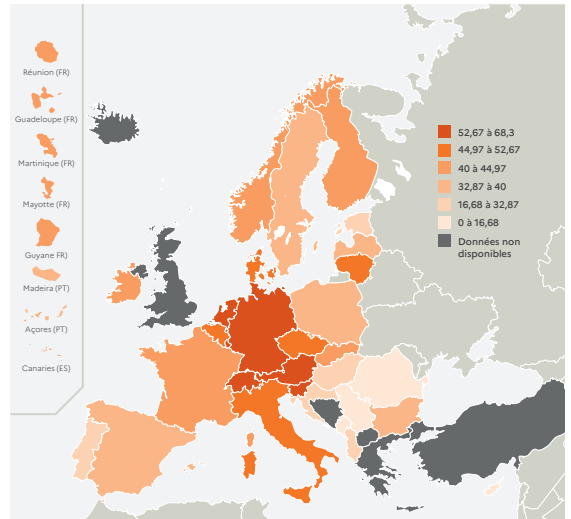 Réunion (FR)
Guadeloupe (FR)
Martinique (FR)
Mayotte (FR)
Guyane (FR)
Madeira (PT)
Açores (PT)
Canaries (ES)
52,67 à 68,3
44,97 à 52,67
40 à 44,97
32,87 à 40
16,68 à 32,87
0 à 16,68
Données non
disponibles